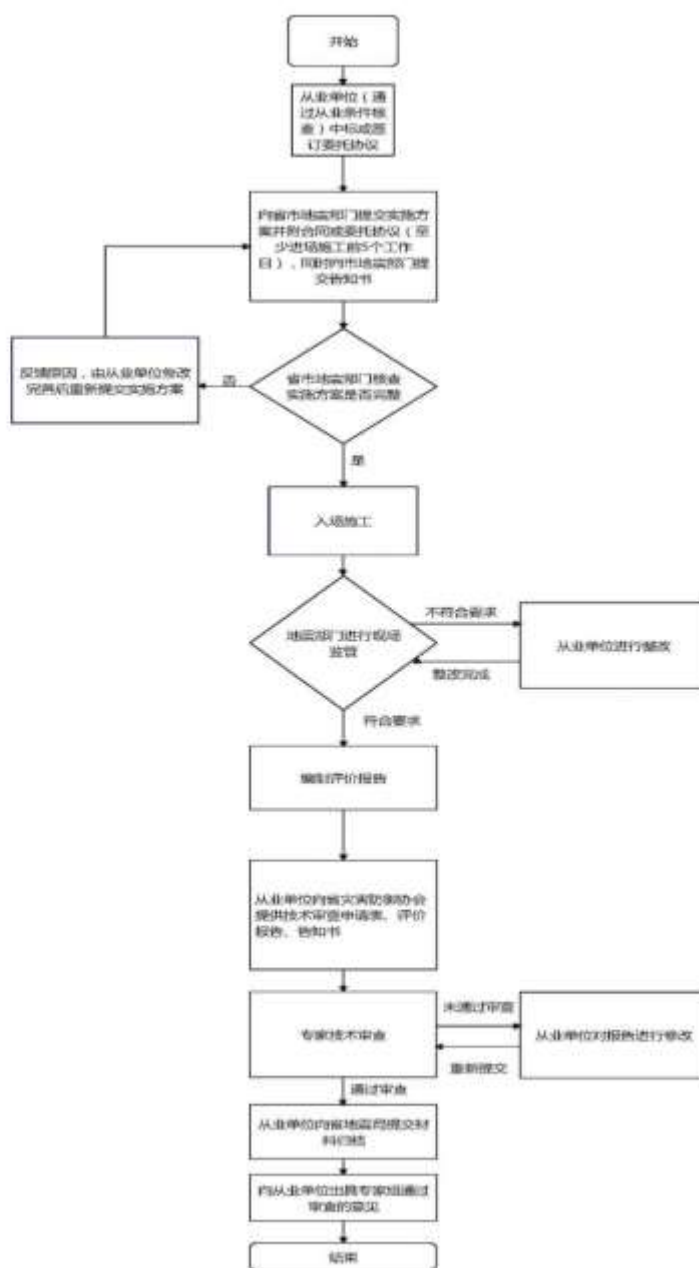 开始
从业单位（通
过从业条件核
查）中标或签
订委托协议
向省市地震部门提交实施方
案并附合同或委托协议（至
少进场施工前5个工作
日），同时向市地震部门提
交告知书
反馈原因，由从业单位修改
完善后重新提交实施方案
否
省市地震部门核查
实施方案是否完整
是
入场施工
地震部门进行现场
监管
不符合要求
从业单位进行整改
整改完成
符合要求
编制评价报告
从业单位向省灾害防御协会
提供技术审查申请表、评价
报告、告知书
专家技术审查
未通过审查
从业单位对报告进行修改
重新提交
通过审查
从业单位向省地震局提交材
料归档
向从业单位出具专家组通过
审查的意见
结束